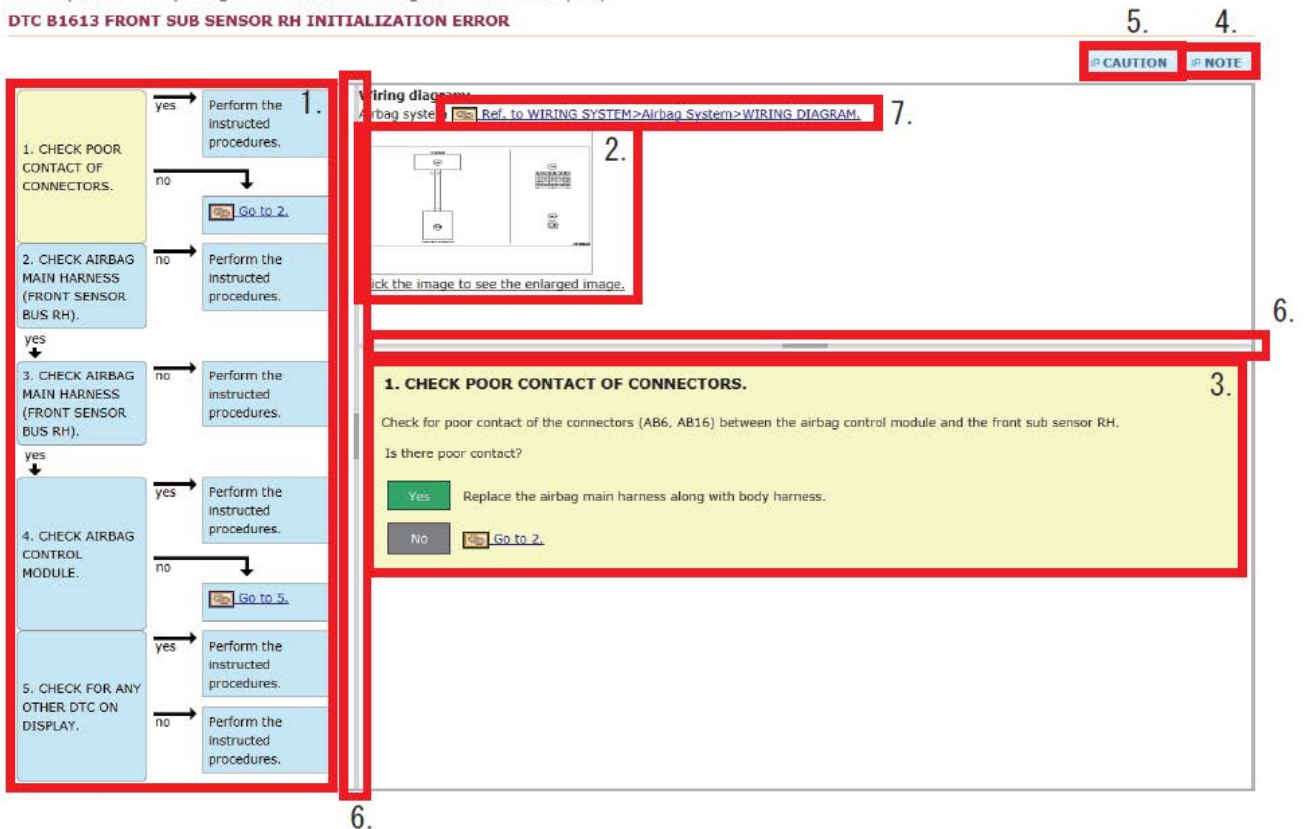 DTC B1613 FRONT SUB SENSOR RH INITIALIZATION ERROR
5.
4.
CAUTION
NOTE
1. CHECK POOR
CONTACT OF
CONNECTORS.
yes
Perform the
instructed
procedures.
1.
no
Go to 2.
2. CHECK AIRBAG
MAIN HARNESS
(FRONT SENSOR
BUS RH).
no
Perform the
instructed
procedures.
yes
3. CHECK AIRBAG
MAIN HARNESS
(FRONT SENSOR
BUS RH).
no
Perform the
instructed
procedures.
yes
4. CHECK AIRBAG
CONTROL
MODULE.
yes
Perform the
instructed
procedures.
no
Go to 5.
5. CHECK FOR ANY
OTHER DTC ON
DISPLAY.
yes
Perform the
instructed
procedures.
no
Perform the
instructed
procedures.
6.
Wiring diagram:
Airbag system Ref. to WIRING SYSTEM>Airbag System>WIRING DIAGRAM.
7.
2.
ick the image to see the enlarged image.
6.
3.
1. CHECK POOR CONTACT OF CONNECTORS.
Check for poor contact of the connectors (AB6, AB16) between the airbag control module and the front sub sensor RH.
Is there poor contact?
Yes Replace the airbag main harness along with body harness.
No Go to 2.